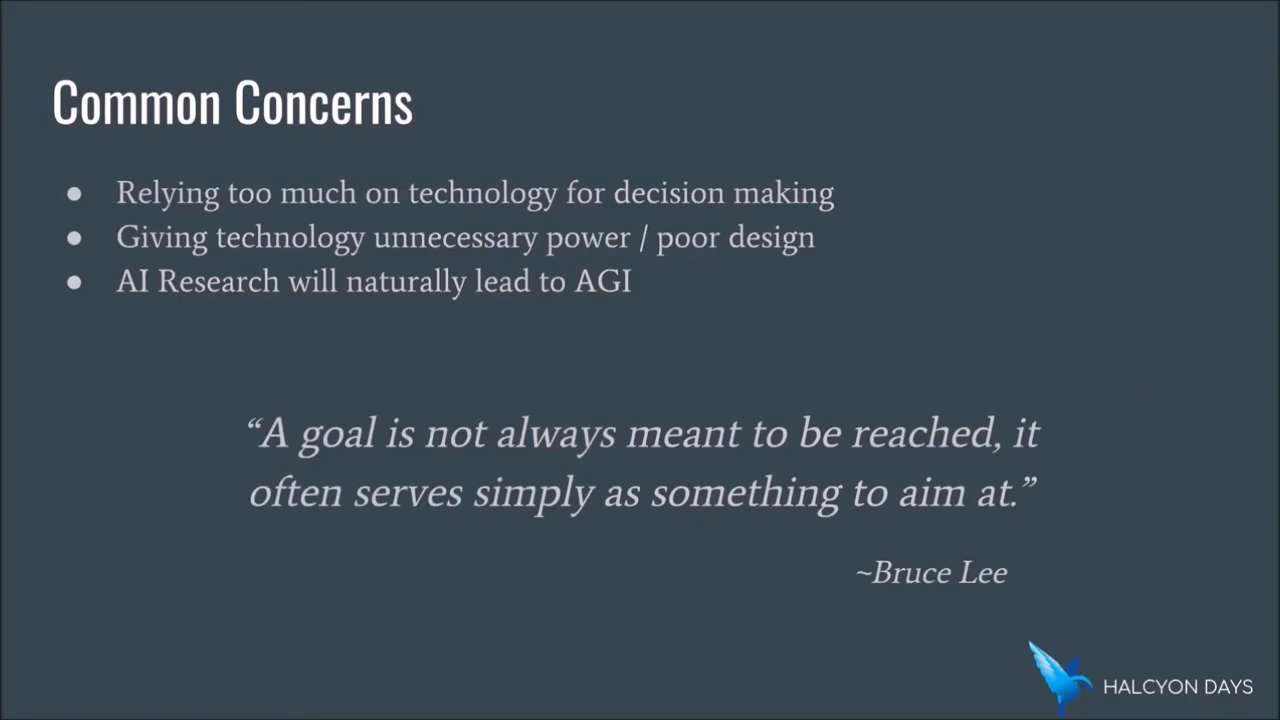 Common Concerns
● Relying too much on technology for decision making
● Giving technology unnecessary power / poor design
● AI Research will naturally lead to AGI
“A goal is not always meant to be reached, it
often serves simply as something to aim at.”
~Bruce Lee
HALCYON DAYS